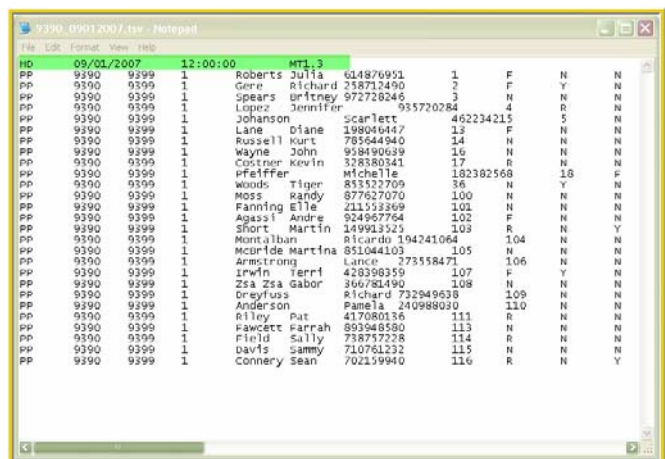 9390_09012007.tsv - Notepad
File Edit Format View Help
HD 09/01/2007 12:00:00 MT1.3
PP 9390 9399 1 Roberts Julia 614876951 1 F N N
PP 9390 9399 1 Gere Richard 258712490 2 F Y N
PP 9390 9399 1 Spears Britney 972728246 3 N N N
PP 9390 9399 1 Lopez Jennifer 935720284 4 R N
PP 9390 9399 1 Johanson Scarlett 462234215 5 N
PP 9390 9399 1 Lane Diane 198046447 13 F N N
PP 9390 9399 1 Russell Kurt 785644940 14 N N N
PP 9390 9399 1 Wayne John 958490639 16 N N N
PP 9390 9399 1 Costner Kevin 328380341 17 R N N
PP 9390 9399 1 Pfeiffer Michelle 182382568 18 F
PP 9390 9399 1 Woods Tiger 853522709 36 N Y N
PP 9390 9399 1 Moss Randy 877627070 100 N N N
PP 9390 9399 1 Fanning Elle 211553369 101 N N N
PP 9390 9399 1 Agassi Andre 924967764 102 F N N
PP 9390 9399 1 Short Martin 149913525 103 R N Y
PP 9390 9399 1 Montalban Ricardo 194241064 104 N N
PP 9390 9399 1 McBride Martina 851044103 105 N N
PP 9390 9399 1 Armstrong Lance 273558471 106 N N
PP 9390 9399 1 Irwin Terri 428398359 107 F Y N
PP 9390 9399 1 Zsa Zsa Gabor 366781490 108 N N N
PP 9390 9399 1 Dreyfuss Richard 732949638 109 N N
PP 9390 9399 1 Anderson Pamela 240988030 110 N N
PP 9390 9399 1 Riley Pat 417080136 111 R N N
PP 9390 9399 1 Fawcett Farrah 893948580 113 N N N
PP 9390 9399 1 Field Sally 738757228 114 R N N
PP 9390 9399 1 Davis Sammy 710761232 115 N N N
PP 9390 9399 1 Connery Sean 702159940 116 R N Y